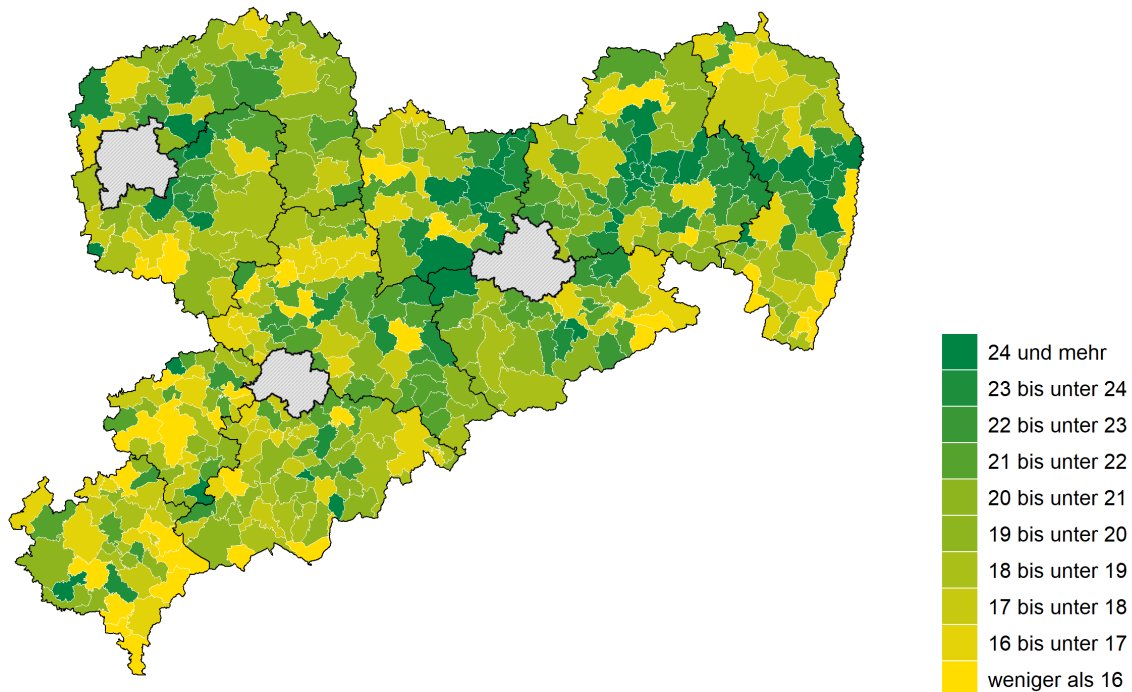 24 und mehr
23 bis unter 24
22 bis unter 23
21 bis unter 22
20 bis unter 21
19 bis unter 20
18 bis unter 19
17 bis unter 18
16 bis unter 17
weniger als 16